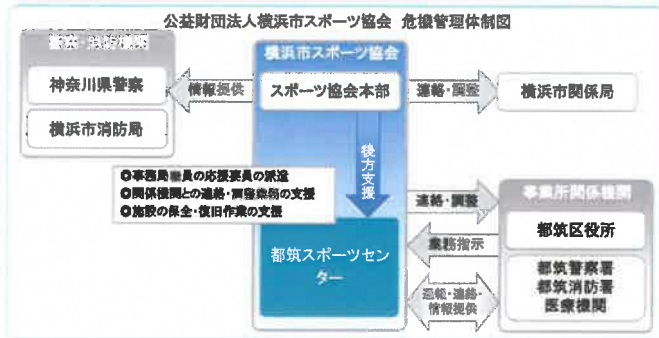 公益財団法人横浜市スポーツ協会 危機管理体制図
警察・消防機関
神奈川県警察
横浜市消防局
情報提供
横浜市スポーツ協会
スポーツ協会本部
連絡・調整
横浜市関係局
後方支援
◎事務局職員の応援要員の派遣
◎関係機関との連絡・調整業務の支援
◎施設の保全・復旧作業の支援
都筑スポーツセン
ター
連絡・調整
業務指示
通報・連絡・
情報提供
事業所関係機関
都筑区役所
都筑警察署
都筑消防署
医療機関